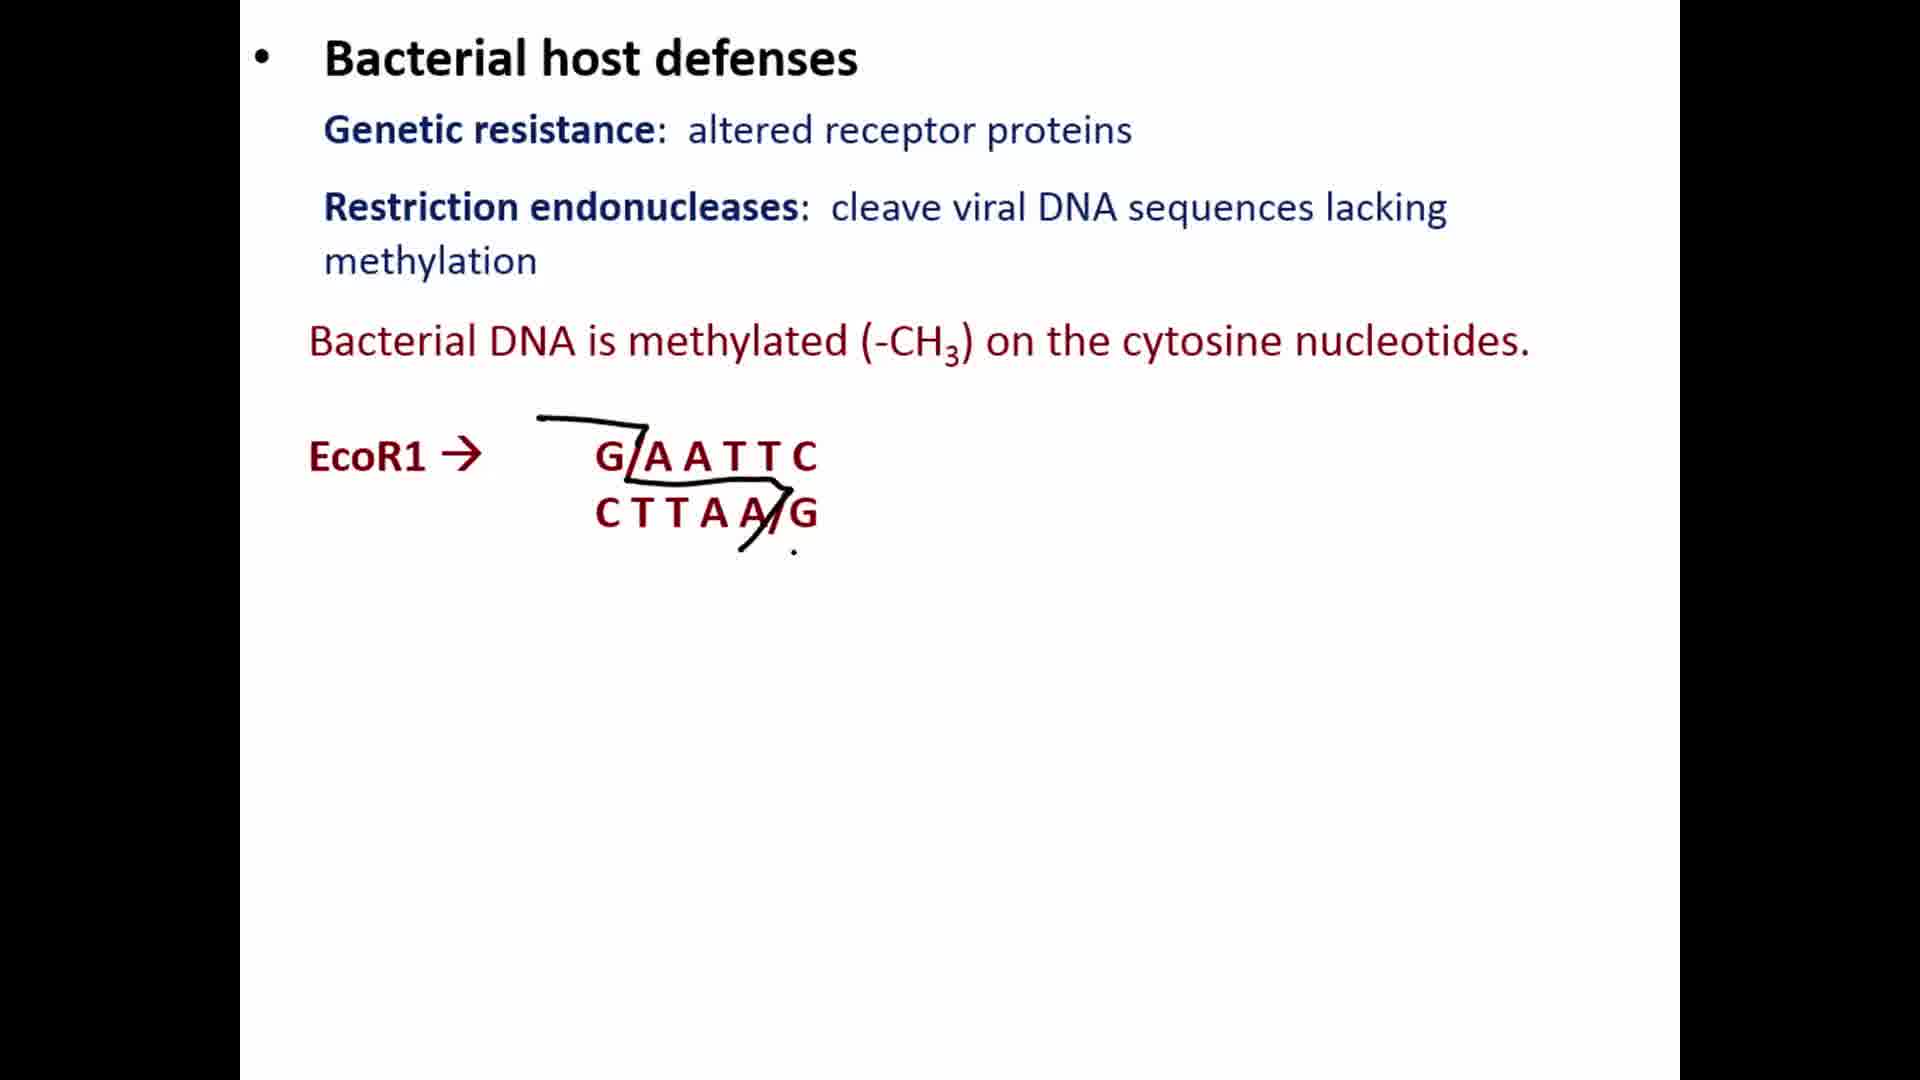 • Bacterial host defenses
Genetic resistance: altered receptor proteins
Restriction endonucleases: cleave viral DNA sequences lacking
methylation
Bacterial DNA is methylated (-CH₃) on the cytosine nucleotides.
EcoR1 → G/A A T T C
C T T A A/G